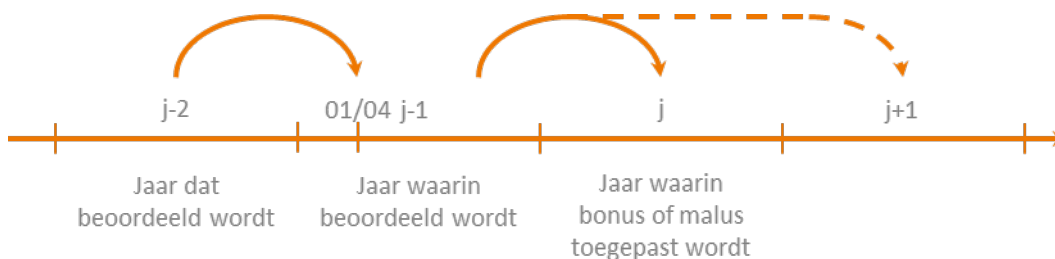 j-2
01/04 j-1
j
j+1
Jaar dat
beoordeeld wordt
Jaar waarin
beoordeeld wordt
Jaar waarin
bonus of malus
toegepast wordt